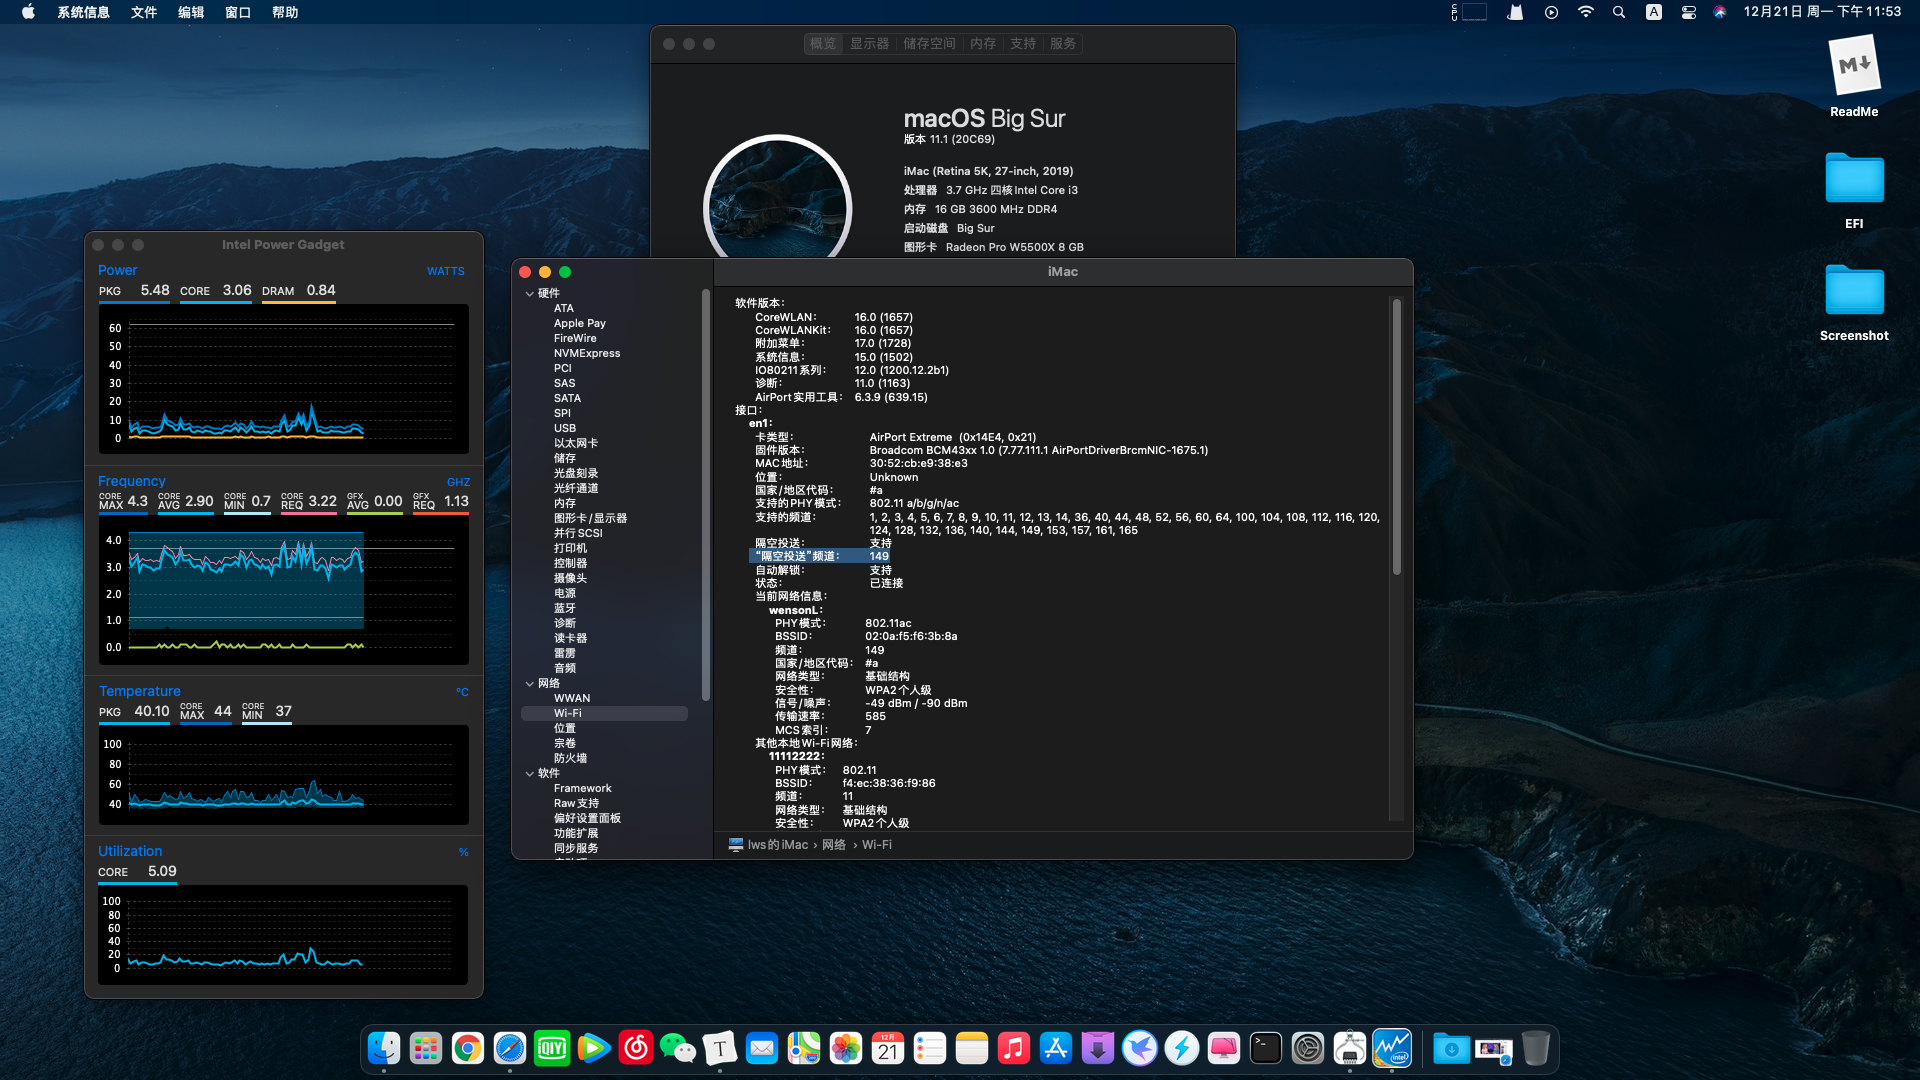 系统信息 文件 编辑 窗口 帮助
CPU
A
12月21日 周一 下午 11:53
M↓
ReadMe
EFI
Screenshot
概览 显示器 储存空间 内存 支持 服务
macOS Big Sur
版本 11.1 (20C69)
iMac (Retina 5K, 27-inch, 2019)
处理器 3.7 GHz 四核Intel Core i3
内存 16 GB 3600 MHz DDR4
启动磁盘 Big Sur
图形卡 Radeon Pro W5500X 8 GB
Intel Power Gadget
Power WATTS
PKG 5.48 CORE 3.06 DRAM 0.84
60
50
40
30
20
10
0
Frequency GHZ
CORE MAX 4.3 CORE AVG 2.90 CORE MIN 0.7 CORE REQ 3.22 GFX AVG 0.00 GFX REQ 1.13
4.0
3.0
2.0
1.0
0.0
Temperature °C
PKG 40.10 CORE MAX 44 CORE MIN 37
100
80
60
40
Utilization %
CORE 5.09
100
80
60
40
20
0
iMac
硬件
ATA
Apple Pay
FireWire
NVMExpress
PCI
SAS
SATA
SPI
USB
以太网卡
储存
光盘刻录
光纤通道
内存
图形卡/显示器
并行SCSI
打印机
控制器
摄像头
电源
蓝牙
诊断
读卡器
雷雳
音频
网络
WWAN
Wi-Fi
位置
宗卷
防火墙
软件
Framework
Raw支持
偏好设置面板
功能扩展
同步服务
软件版本:
CoreWLAN: 16.0 (1657)
CoreWLANKit: 16.0 (1657)
附加菜单: 17.0 (1728)
系统信息: 15.0 (1502)
IO80211系列: 12.0 (1200.12.2b1)
诊断: 11.0 (1163)
AirPort实用工具: 6.3.9 (639.15)
接口:
en1:
卡类型: AirPort Extreme (0x14E4, 0x21)
固件版本: Broadcom BCM43xx 1.0 (7.77.111.1 AirPortDriverBrcmNIC-1675.1)
MAC地址: 30:52:cb:e9:38:e3
位置: Unknown
国家/地区代码: #a
支持的PHY模式: 802.11 a/b/g/n/ac
支持的频道: 1, 2, 3, 4, 5, 6, 7, 8, 9, 10, 11, 12, 13, 14, 36, 40, 44, 48, 52, 56, 60, 64, 100, 104, 108, 112, 116, 120,
124, 128, 132, 136, 140, 144, 149, 153, 157, 161, 165
隔空投送: 支持
“隔空投送”频道: 149
自动解锁: 支持
状态: 已连接
当前网络信息:
wensonL:
PHY模式: 802.11ac
BSSID: 02:0a:f5:f6:3b:8a
频道: 149
国家/地区代码: #a
网络类型: 基础结构
安全性: WPA2个人级
信号/噪声: -49 dBm / -90 dBm
传输速率: 585
MCS索引: 7
其他本地Wi-Fi网络:
11112222:
PHY模式: 802.11
BSSID: f4:ec:38:36:f9:86
频道: 11
网络类型: 基础结构
安全性: WPA2个人级
lws的iMac › 网络 › Wi-Fi
iQIYI
T
12月
21
intel